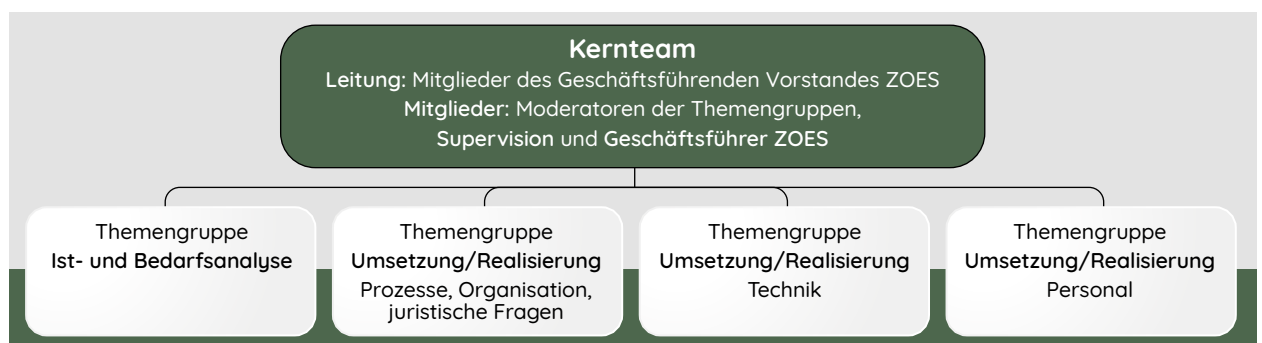 Kernteam
Leitung: Mitglieder des Geschäftsführenden Vorstandes ZOES
Mitglieder: Moderatoren der Themengruppen,
Supervision und Geschäftsführer ZOES
Themengruppe
Ist- und Bedarfsanalyse
Themengruppe
Umsetzung/Realisierung
Prozesse, Organisation,
juristische Fragen
Themengruppe
Umsetzung/Realisierung
Technik
Themengruppe
Umsetzung/Realisierung
Personal